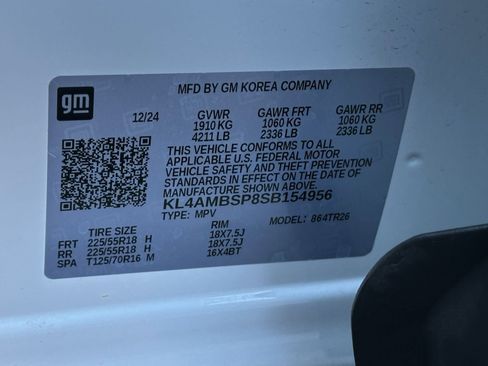 gm
MFD BY GM KOREA COMPANY
12/24 GVWR GAWR FRT GAWR RR
1910 KG 1060 KG 1060 KG
4211 LB 2336 LB 2336 LB
THIS VEHICLE CONFORMS TO ALL
APPLICABLE U.S. FEDERAL MOTOR
VEHICLE SAFETY AND THEFT PREVENTION
STANDARDS IN EFFECT ON THE DATE OF
MANUFACTURE SHOWN ABOVE.
KL4AMBSP8SB154956
TYPE: MPV MODEL: 864TR26
TIRE SIZE RIM
FRT 225/55R18 H 18X7.5J
RR 225/55R18 H 18X7.5J
SPA T125/70R16 M 16X4BT